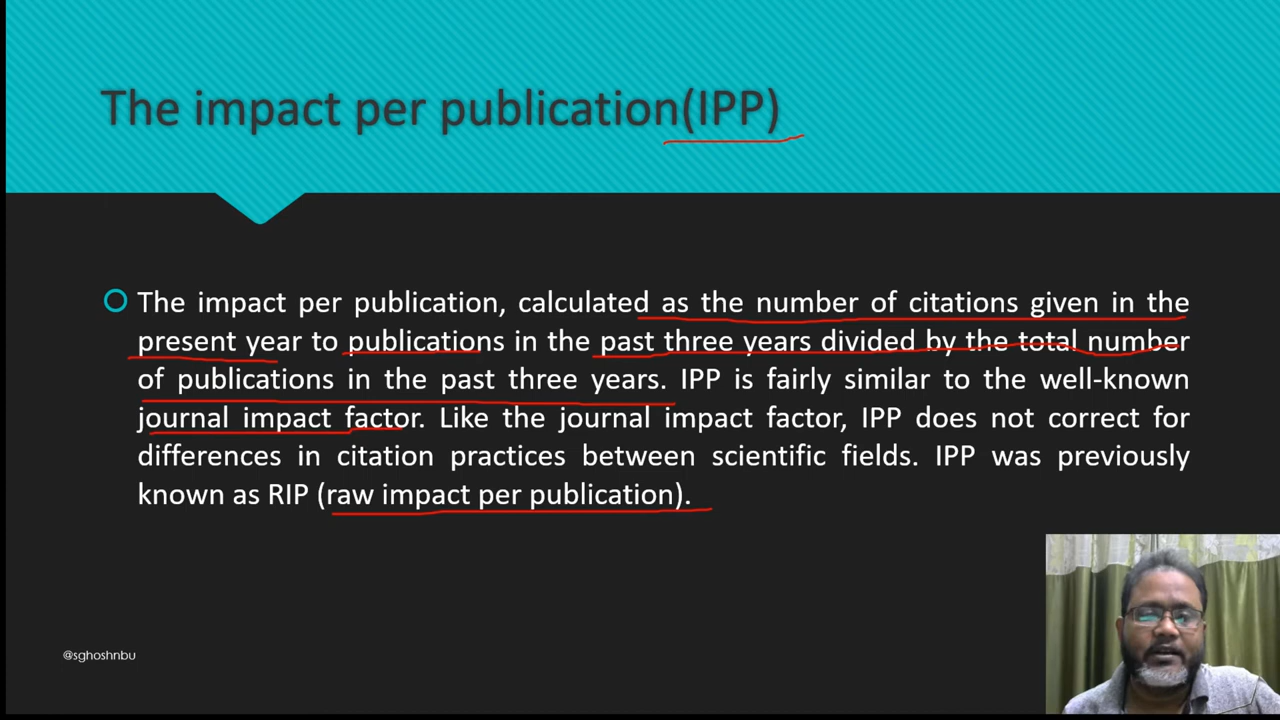 The impact per publication(IPP)
The impact per publication, calculated as the number of citations given in the
present year to publications in the past three years divided by the total number
of publications in the past three years. IPP is fairly similar to the well-known
journal impact factor. Like the journal impact factor, IPP does not correct for
differences in citation practices between scientific fields. IPP was previously
known as RIP (raw impact per publication).
@sghoshnbu